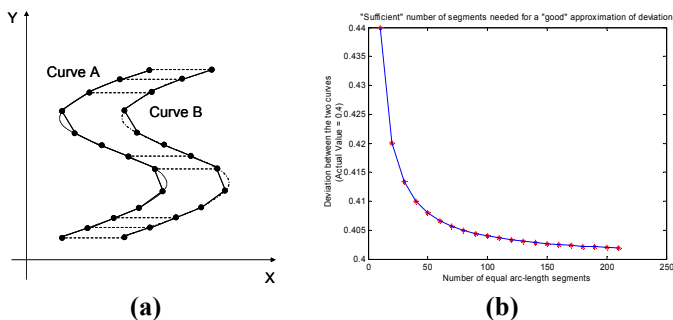 Y
Curve A
Curve B
X
(a)
"Sufficient" number of segments needed for a "good" approximation of deviation
Deviation between the two curves
(Actual Value = 0.4)
0.44
0.435
0.43
0.425
0.42
0.415
0.41
0.405
0.4
0
50
100
150
200
250
Number of equal arc-length segments
(b)